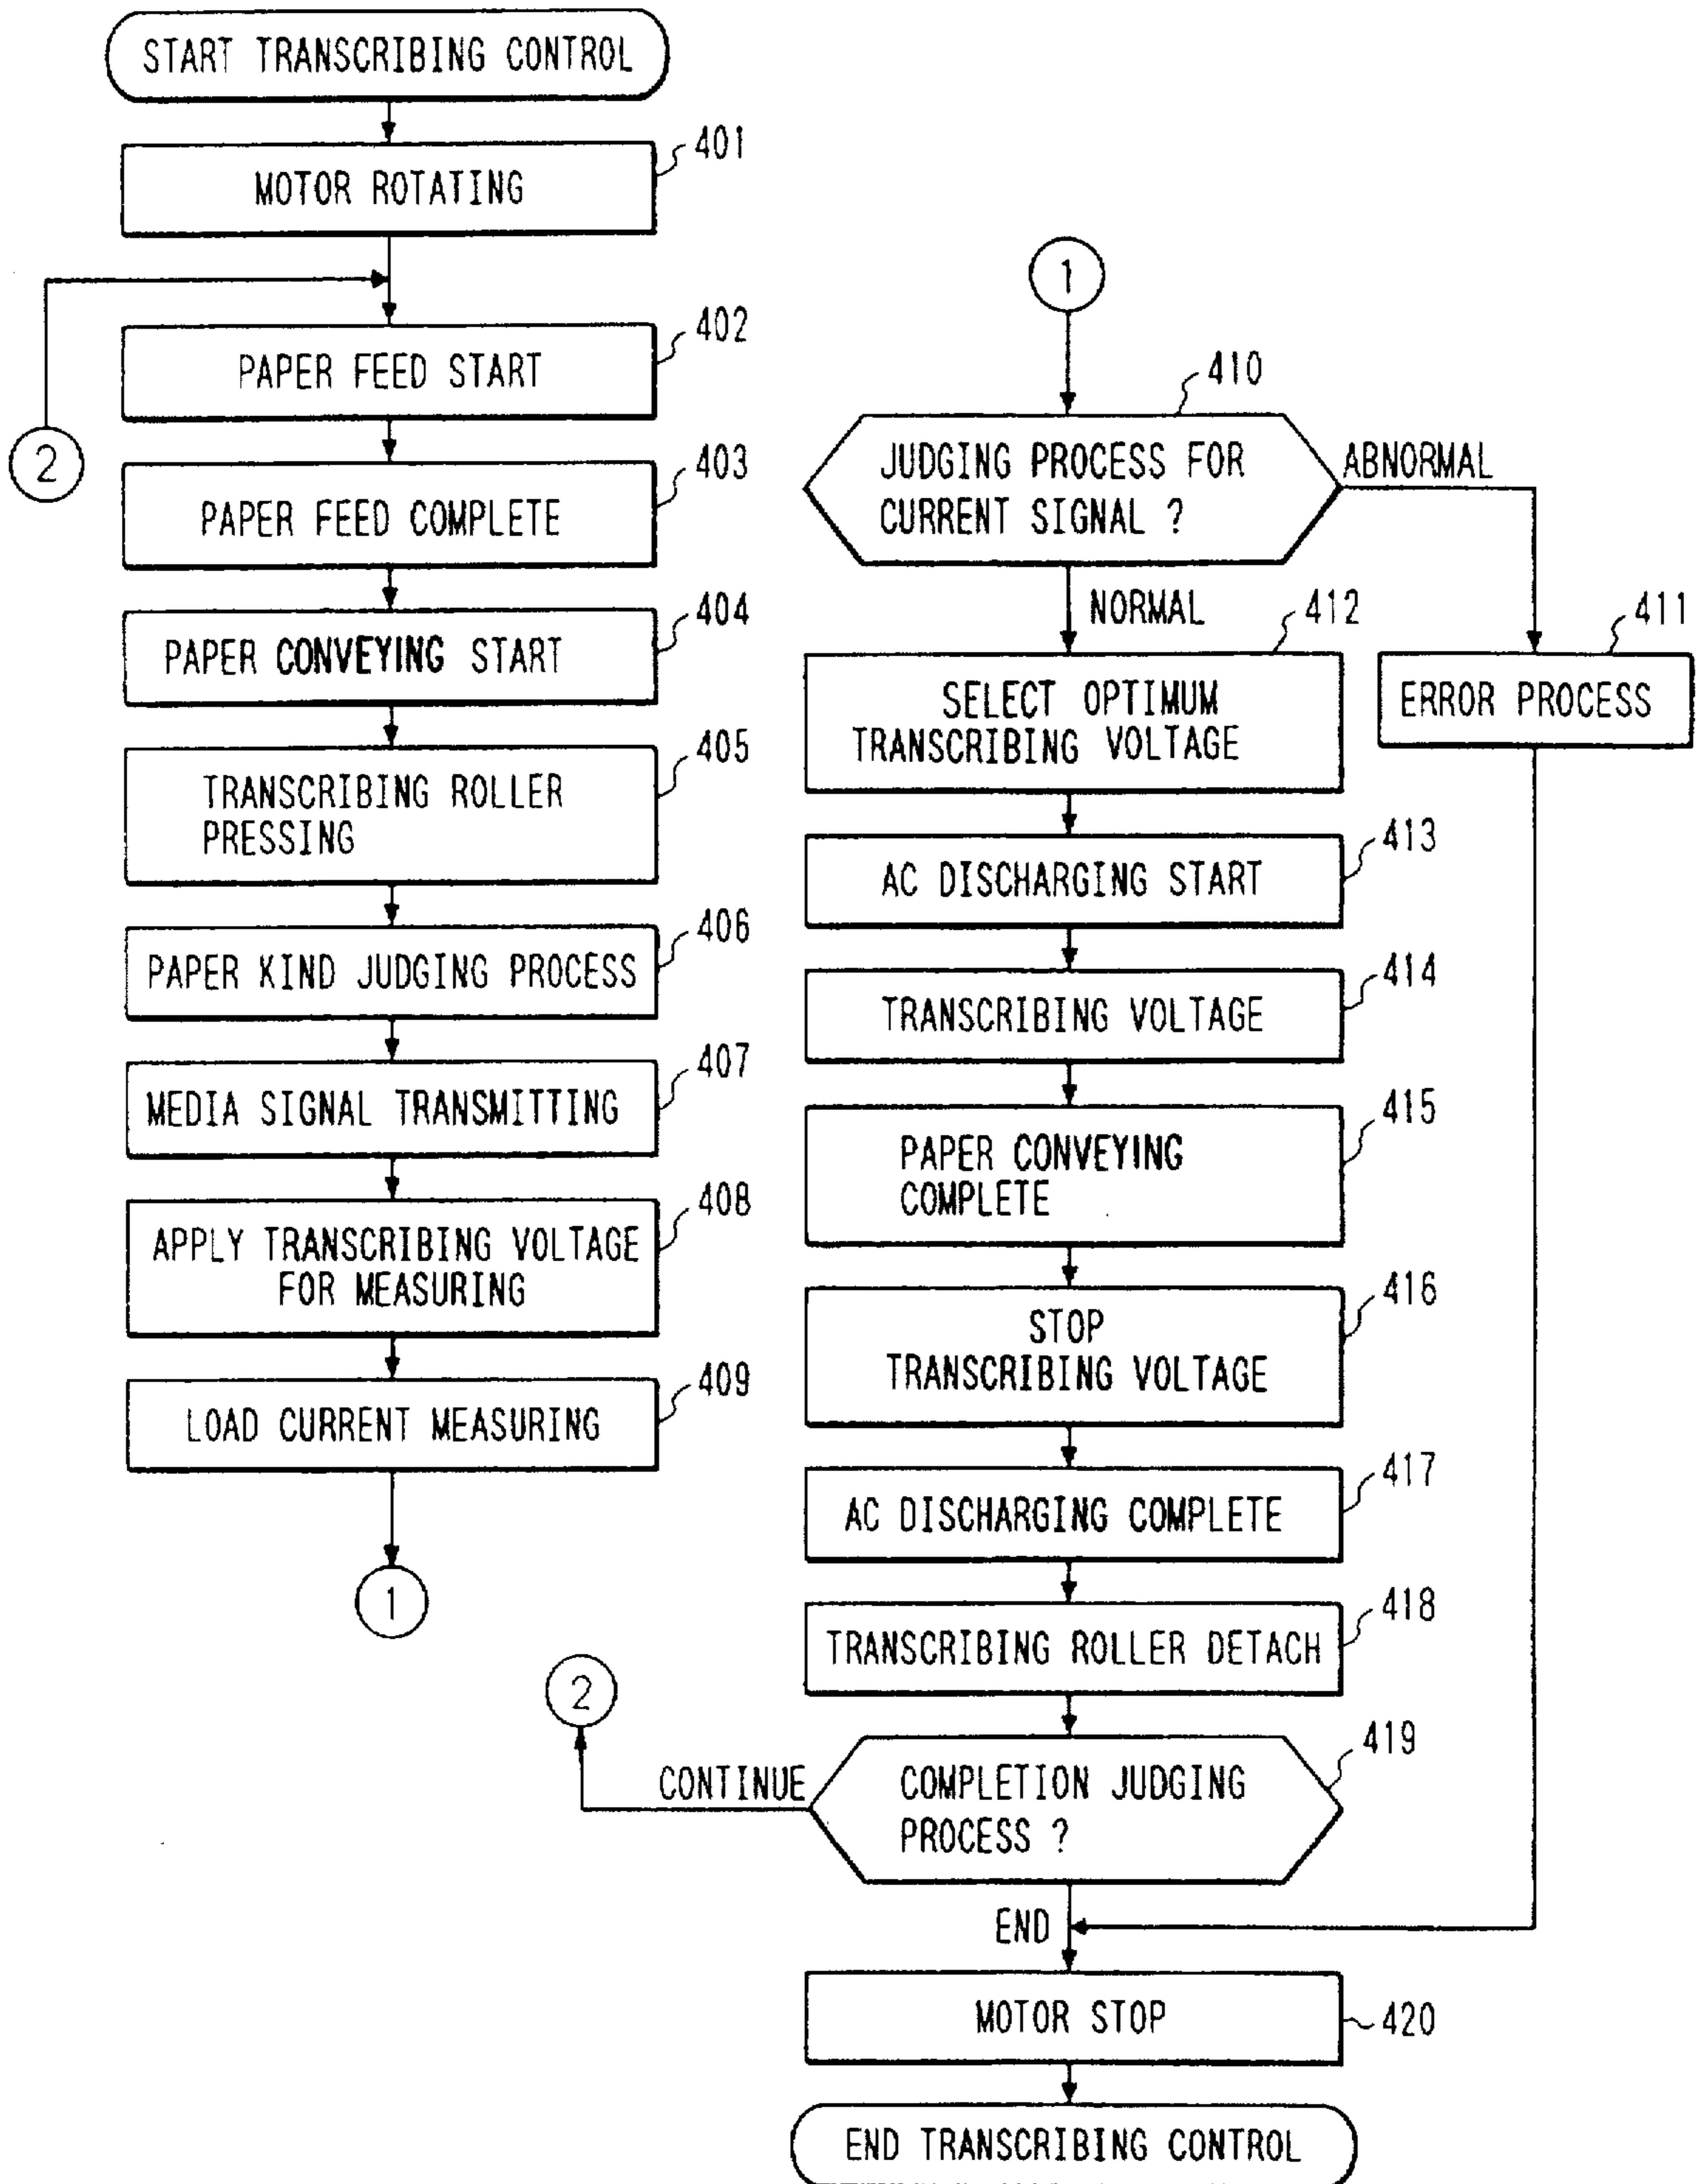 START TRANSCRIBING CONTROL
401
MOTOR ROTATING
402
PAPER FEED START
2
403
PAPER FEED COMPLETE
404
PAPER CONVEYING START
405
TRANSCRIBING ROLLER
PRESSING
406
PAPER KIND JUDGING PROCESS
407
MEDIA SIGNAL TRANSMITTING
408
APPLY TRANSCRIBING VOLTAGE
FOR MEASURING
409
LOAD CURRENT MEASURING
1
1
410
JUDGING PROCESS FOR
CURRENT SIGNAL ?
ABNORMAL
NORMAL
412
411
SELECT OPTIMUM
TRANSCRIBING VOLTAGE
ERROR PROCESS
413
AC DISCHARGING START
414
TRANSCRIBING VOLTAGE
415
PAPER CONVEYING
COMPLETE
416
STOP
TRANSCRIBING VOLTAGE
417
AC DISCHARGING COMPLETE
418
TRANSCRIBING ROLLER DETACH
2
419
CONTINUE
COMPLETION JUDGING
PROCESS ?
END
MOTOR STOP
420
END TRANSCRIBING CONTROL